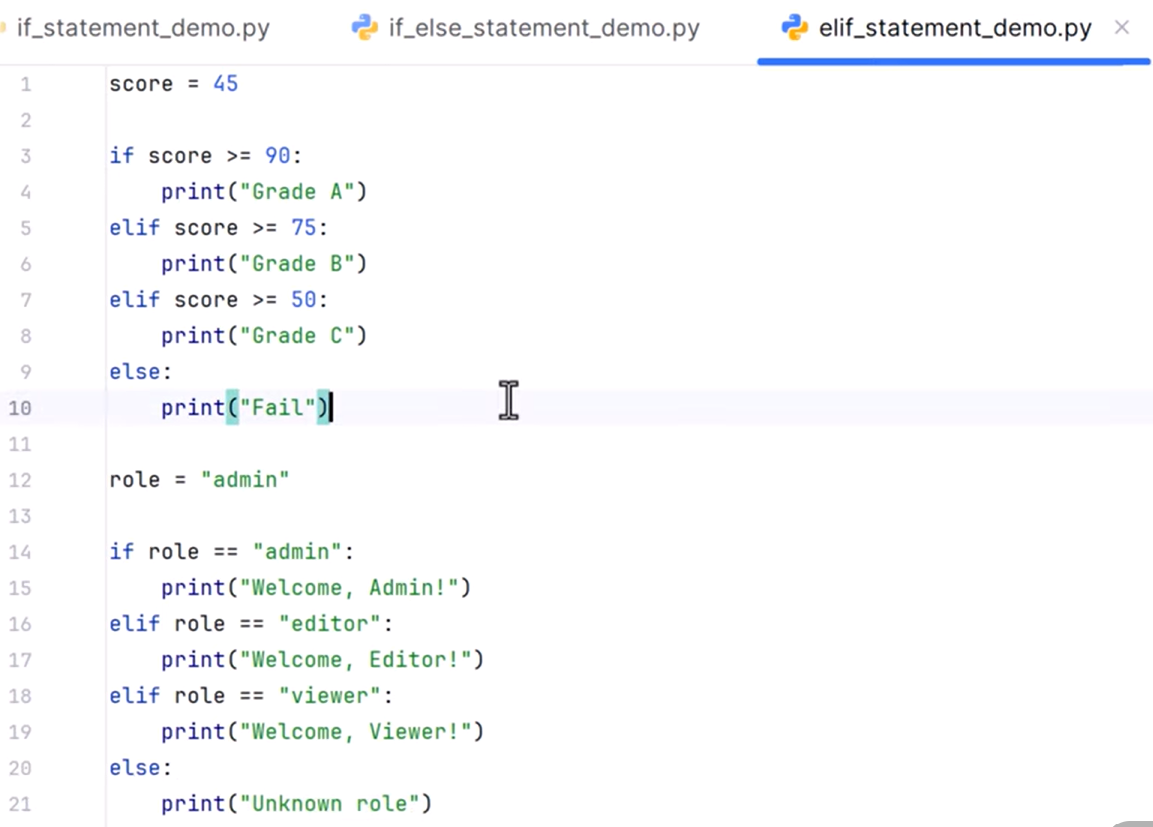 if_statement_demo.py if_else_statement_demo.py elif_statement_demo.py
1 score = 45
2
3 if score >= 90:
4     print("Grade A")
5 elif score >= 75:
6     print("Grade B")
7 elif score >= 50:
8     print("Grade C")
9 else:
10     print("Fail")
11
12 role = "admin"
13
14 if role == "admin":
15     print("Welcome, Admin!")
16 elif role == "editor":
17     print("Welcome, Editor!")
18 elif role == "viewer":
19     print("Welcome, Viewer!")
20 else:
21     print("Unknown role")